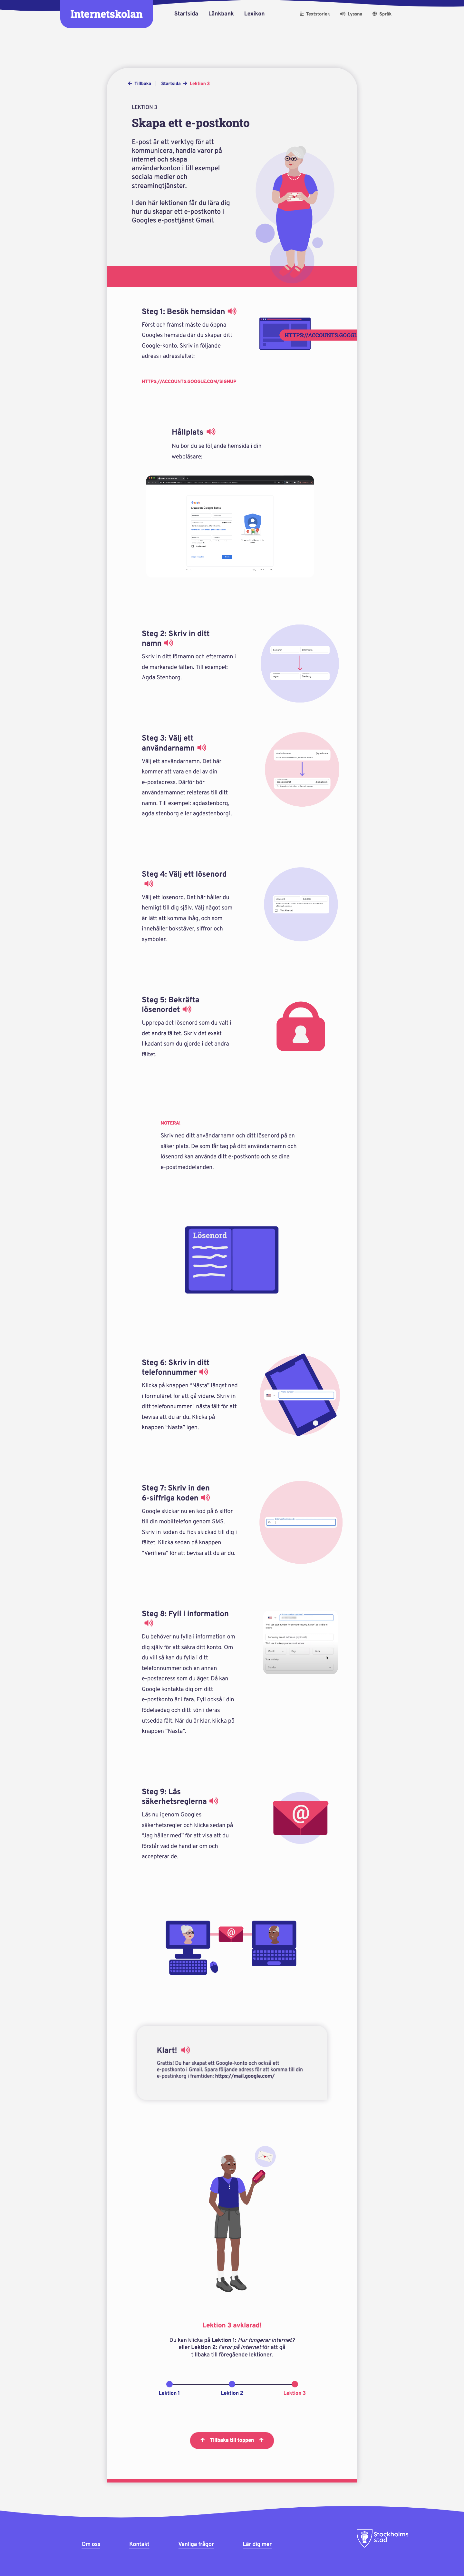 Internetskolan
Startsida
Länkbank
Lexikon
Textstorlek
Lyssna
Språk
Tillbaka | Startsida → Lektion 3
LEKTION 3
Skapa ett e-postkonto
E-post är ett verktyg för att
kommunicera, handla varor på
internet och skapa
användarkonton i till exempel
sociala medier och
streamingtjänster.
I den här lektionen får du lära dig
hur du skapar ett e-postkonto i
Googles e-posttjänst Gmail.
Steg 1: Besök hemsidan
Först och främst måste du öppna
Googles hemsida där du skapar ditt
Google-konto. Skriv in följande
adress i adressfältet:
HTTPS://ACCOUNTS.GOOGLE.COM/SIGNUP
HTTPS://ACCOUNTS.GOOGL
Hållplats
Nu bör du se följande hemsida i din
webbläsare:
Steg 2: Skriv in ditt
namn
Skriv in ditt förnamn och efternamn i
de markerade fälten. Till exempel:
Agda Stenborg.
Steg 3: Välj ett
användarnamn
Välj ett användarnamn. Det här
kommer att vara en del av din
e-postadress. Därför bör
användarnamnet relateras till ditt
namn. Till exempel: agdastenborg,
agda.stenborg eller agdastenborg1.
Steg 4: Välj ett lösenord
Välj ett lösenord. Det här håller du
hemligt till dig själv. Välj något som
är lätt att komma ihåg, och som
innehåller bokstäver, siffror och
symboler.
Steg 5: Bekräfta
lösenordet
Upprepa det lösenord som du valt i
det andra fältet. Skriv det exakt
likadant som du gjorde i det andra
fältet.
NOTERA!
Skriv ned ditt användarnamn och ditt lösenord på en
säker plats. De som får tag på ditt användarnamn och
lösenord kan använda ditt e-postkonto och se dina
e-postmeddelanden.
Lösenord
Steg 6: Skriv in ditt
telefonnummer
Klicka på knappen "Nästa" längst ned
i formuläret för att gå vidare. Skriv in
ditt telefonnummer i nästa fält för att
bevisa att du är du. Klicka på
knappen "Nästa" igen.
Steg 7: Skriv in den
6-siffriga koden
Google skickar nu en kod på 6 siffor
till din mobiltelefon genom SMS.
Skriv in koden du fick skickad till dig i
fältet. Klicka sedan på knappen
"Verifiera" för att bevisa att du är du.
Steg 8: Fyll i information
Du behöver nu fylla i information om
dig själv för att säkra ditt konto. Om
du vill så kan du fylla i ditt
telefonnummer och en annan
e-postadress som du äger. Då kan
Google kontakta dig om ditt
e-postkonto är i fara. Fyll också i din
födelsedag och ditt kön i deras
utsedda fält. När du är klar, klicka på
knappen "Nästa".
Steg 9: Läs
säkerhetsreglerna
Läs nu igenom Googles
säkerhetsregler och klicka sedan på
"Jag håller med" för att visa att du
förstår vad de handlar om och
accepterar de.
@
@
Klart!
Grattis! Du har skapat ett Google-konto och också ett
e-postkonto i Gmail. Spara följande adress för att komma till din
e-postinkorg i framtiden: https://mail.google.com/
Lektion 3 avklarad!
Du kan klicka på Lektion 1: Hur fungerar internet?
eller Lektion 2: Faror på internet för att gå
tillbaka till föregående lektioner.
Lektion 1
Lektion 2
Lektion 3
Tillbaka till toppen
Om oss
Kontakt
Vanliga frågor
Lär dig mer
Stockholms
stad